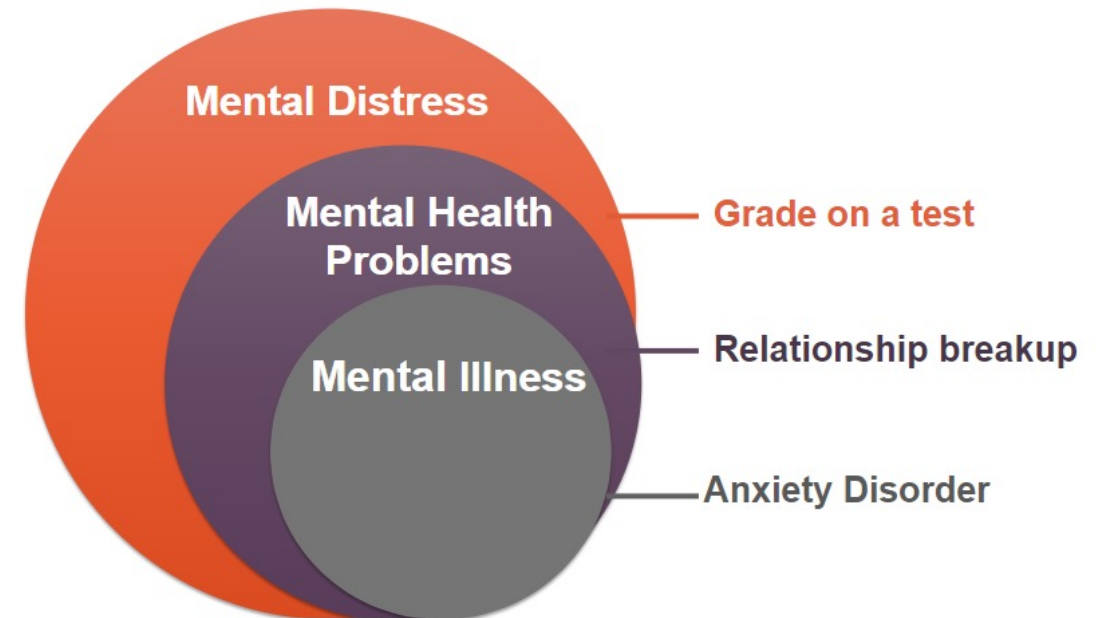 Mental Distress
Mental Health
Problems
Mental Illness
Grade on a test
Relationship breakup
Anxiety Disorder